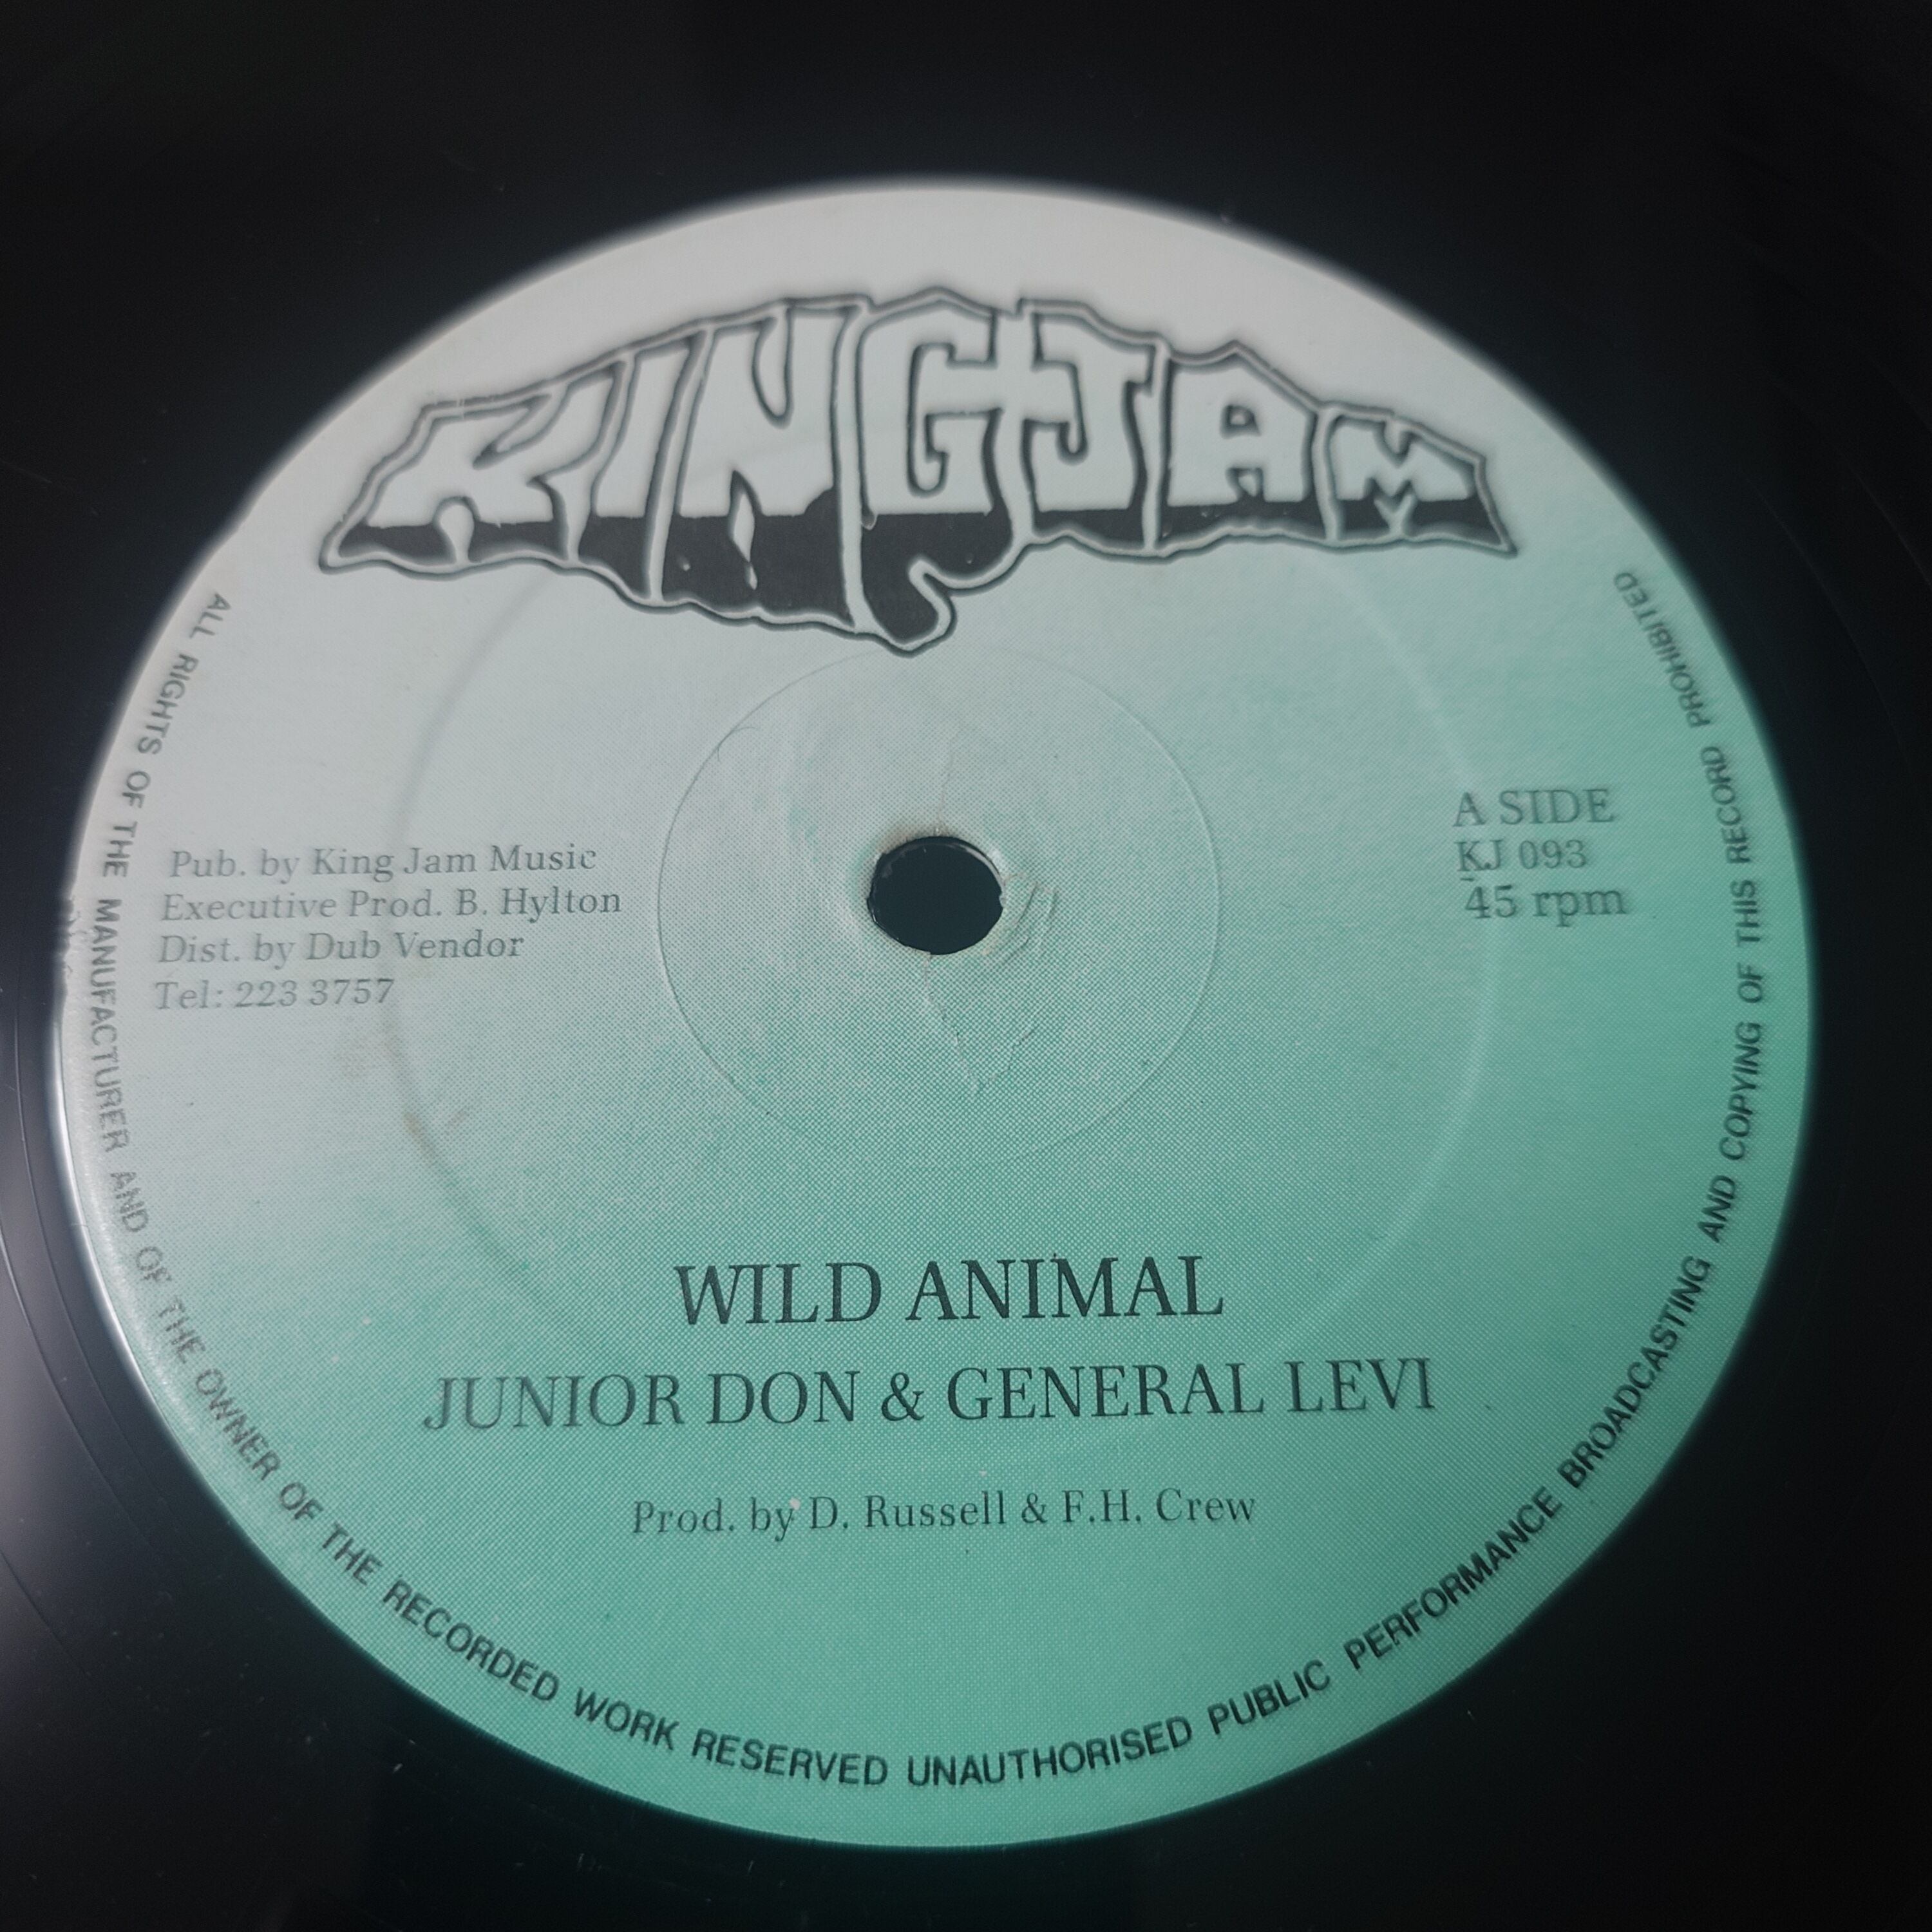 KING JAM
Pub. by King Jam Music
Executive Prod. B. Hylton
Dist. by Dub Vendor
Tel: 223 3757
A SIDE
KJ 093
45 rpm
WILD ANIMAL
JUNIOR DON & GENERAL LEVI
Prod. by D. Russell & F.H. Crew
ALL RIGHTS OF THE MANUFACTURER AND OF THE OWNER OF THE RECORDED WORK RESERVED UNAUTHORISED PUBLIC PERFORMANCE BROADCASTING AND COPYING OF THIS RECORD PROHIBITED